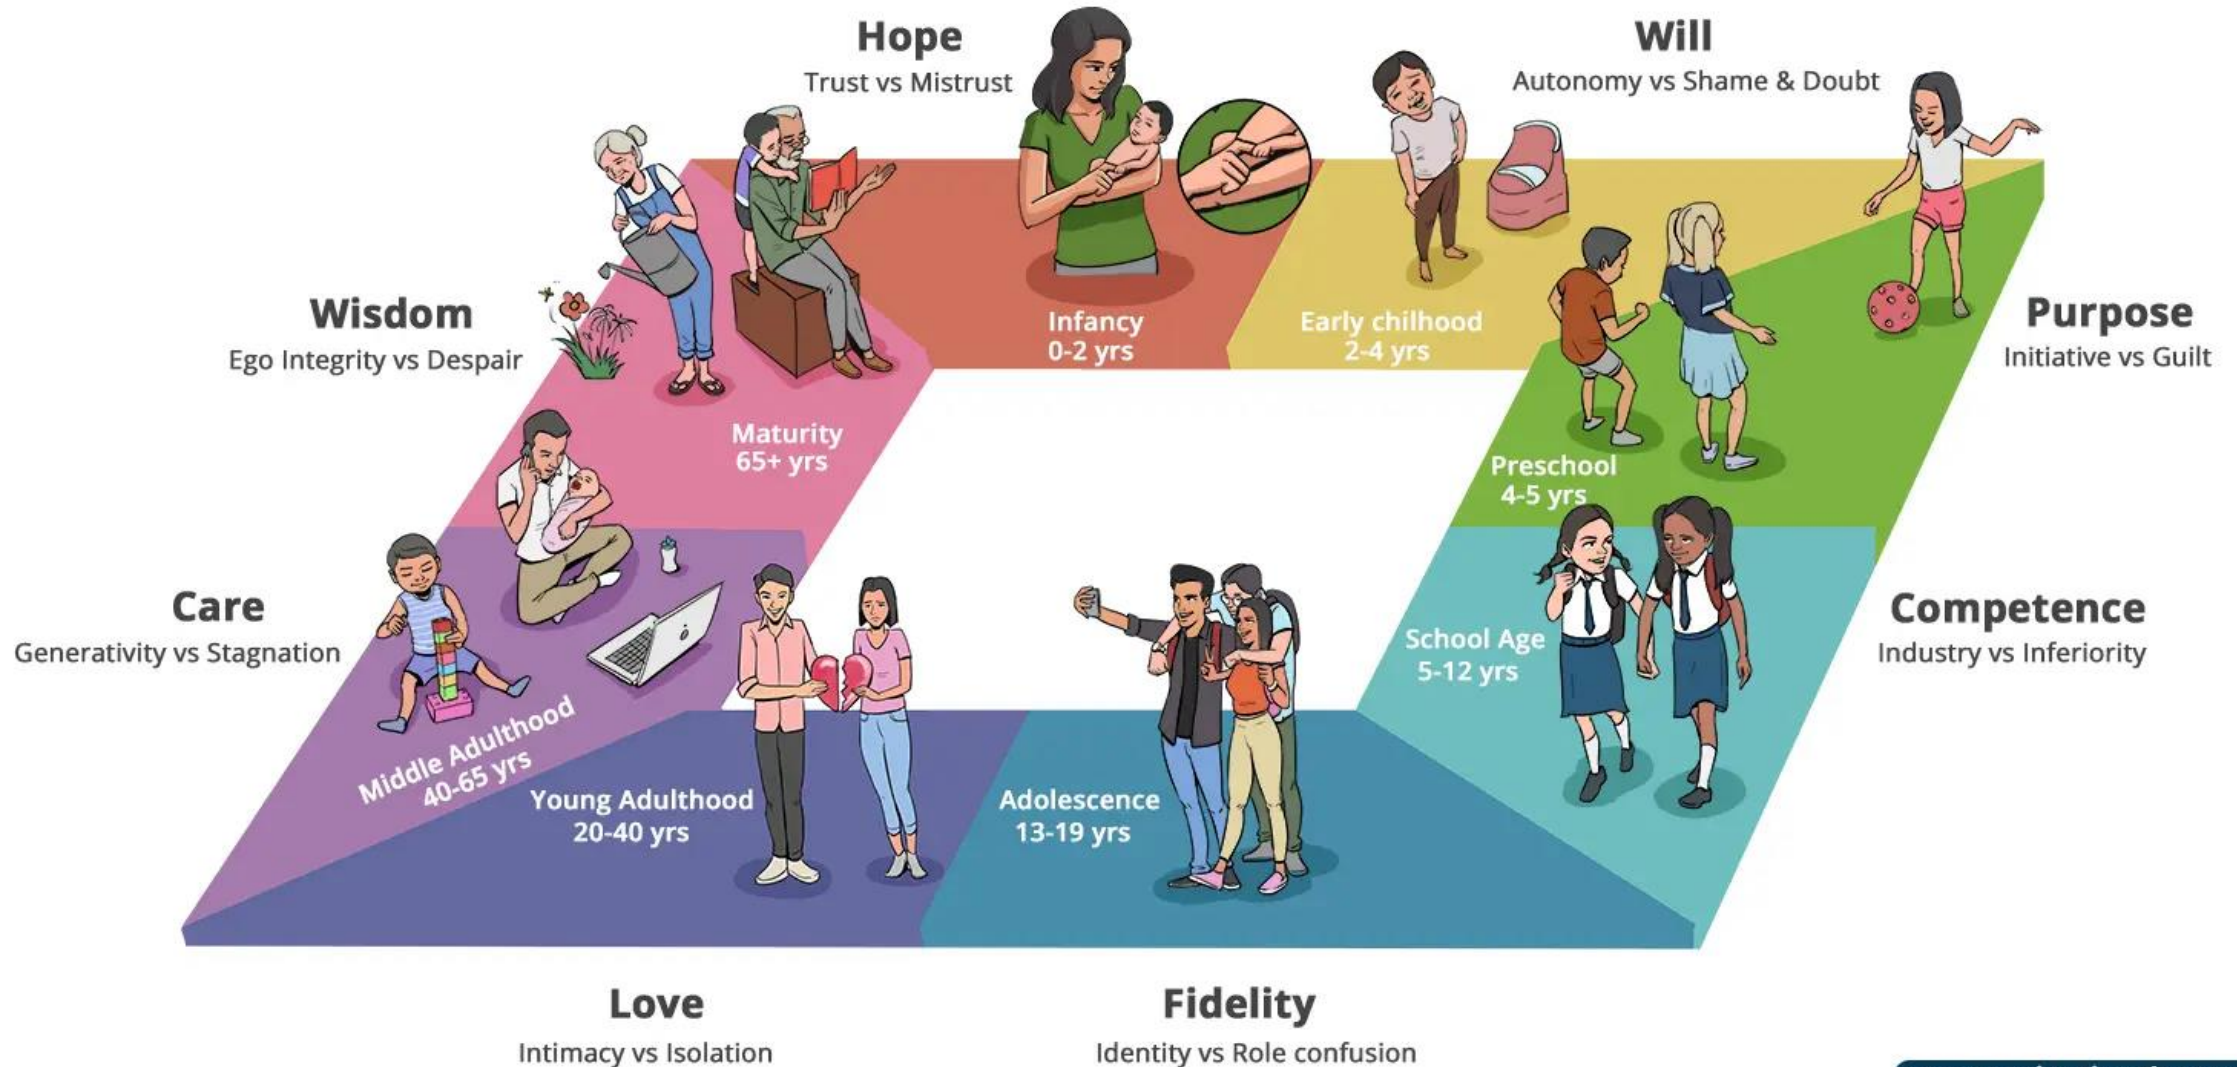 Hope
Trust vs Mistrust
Will
Autonomy vs Shame & Doubt
Infancy
0-2 yrs
Early chilhood
2-4 yrs
Purpose
Initiative vs Guilt
Preschool
4-5 yrs
Competence
Industry vs Inferiority
School Age
5-12 yrs
Fidelity
Identity vs Role confusion
Adolescence
13-19 yrs
Love
Intimacy vs Isolation
Young Adulthood
20-40 yrs
Care
Generativity vs Stagnation
Middle Adulthood
40-65 yrs
Wisdom
Ego Integrity vs Despair
Maturity
65+ yrs